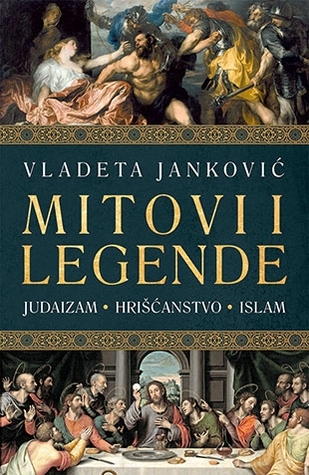 VLADETA JANKOVIĆ
MITOVI I
LEGENDE
JUDAIZAM • HRIŠĆANSTVO • ISLAM